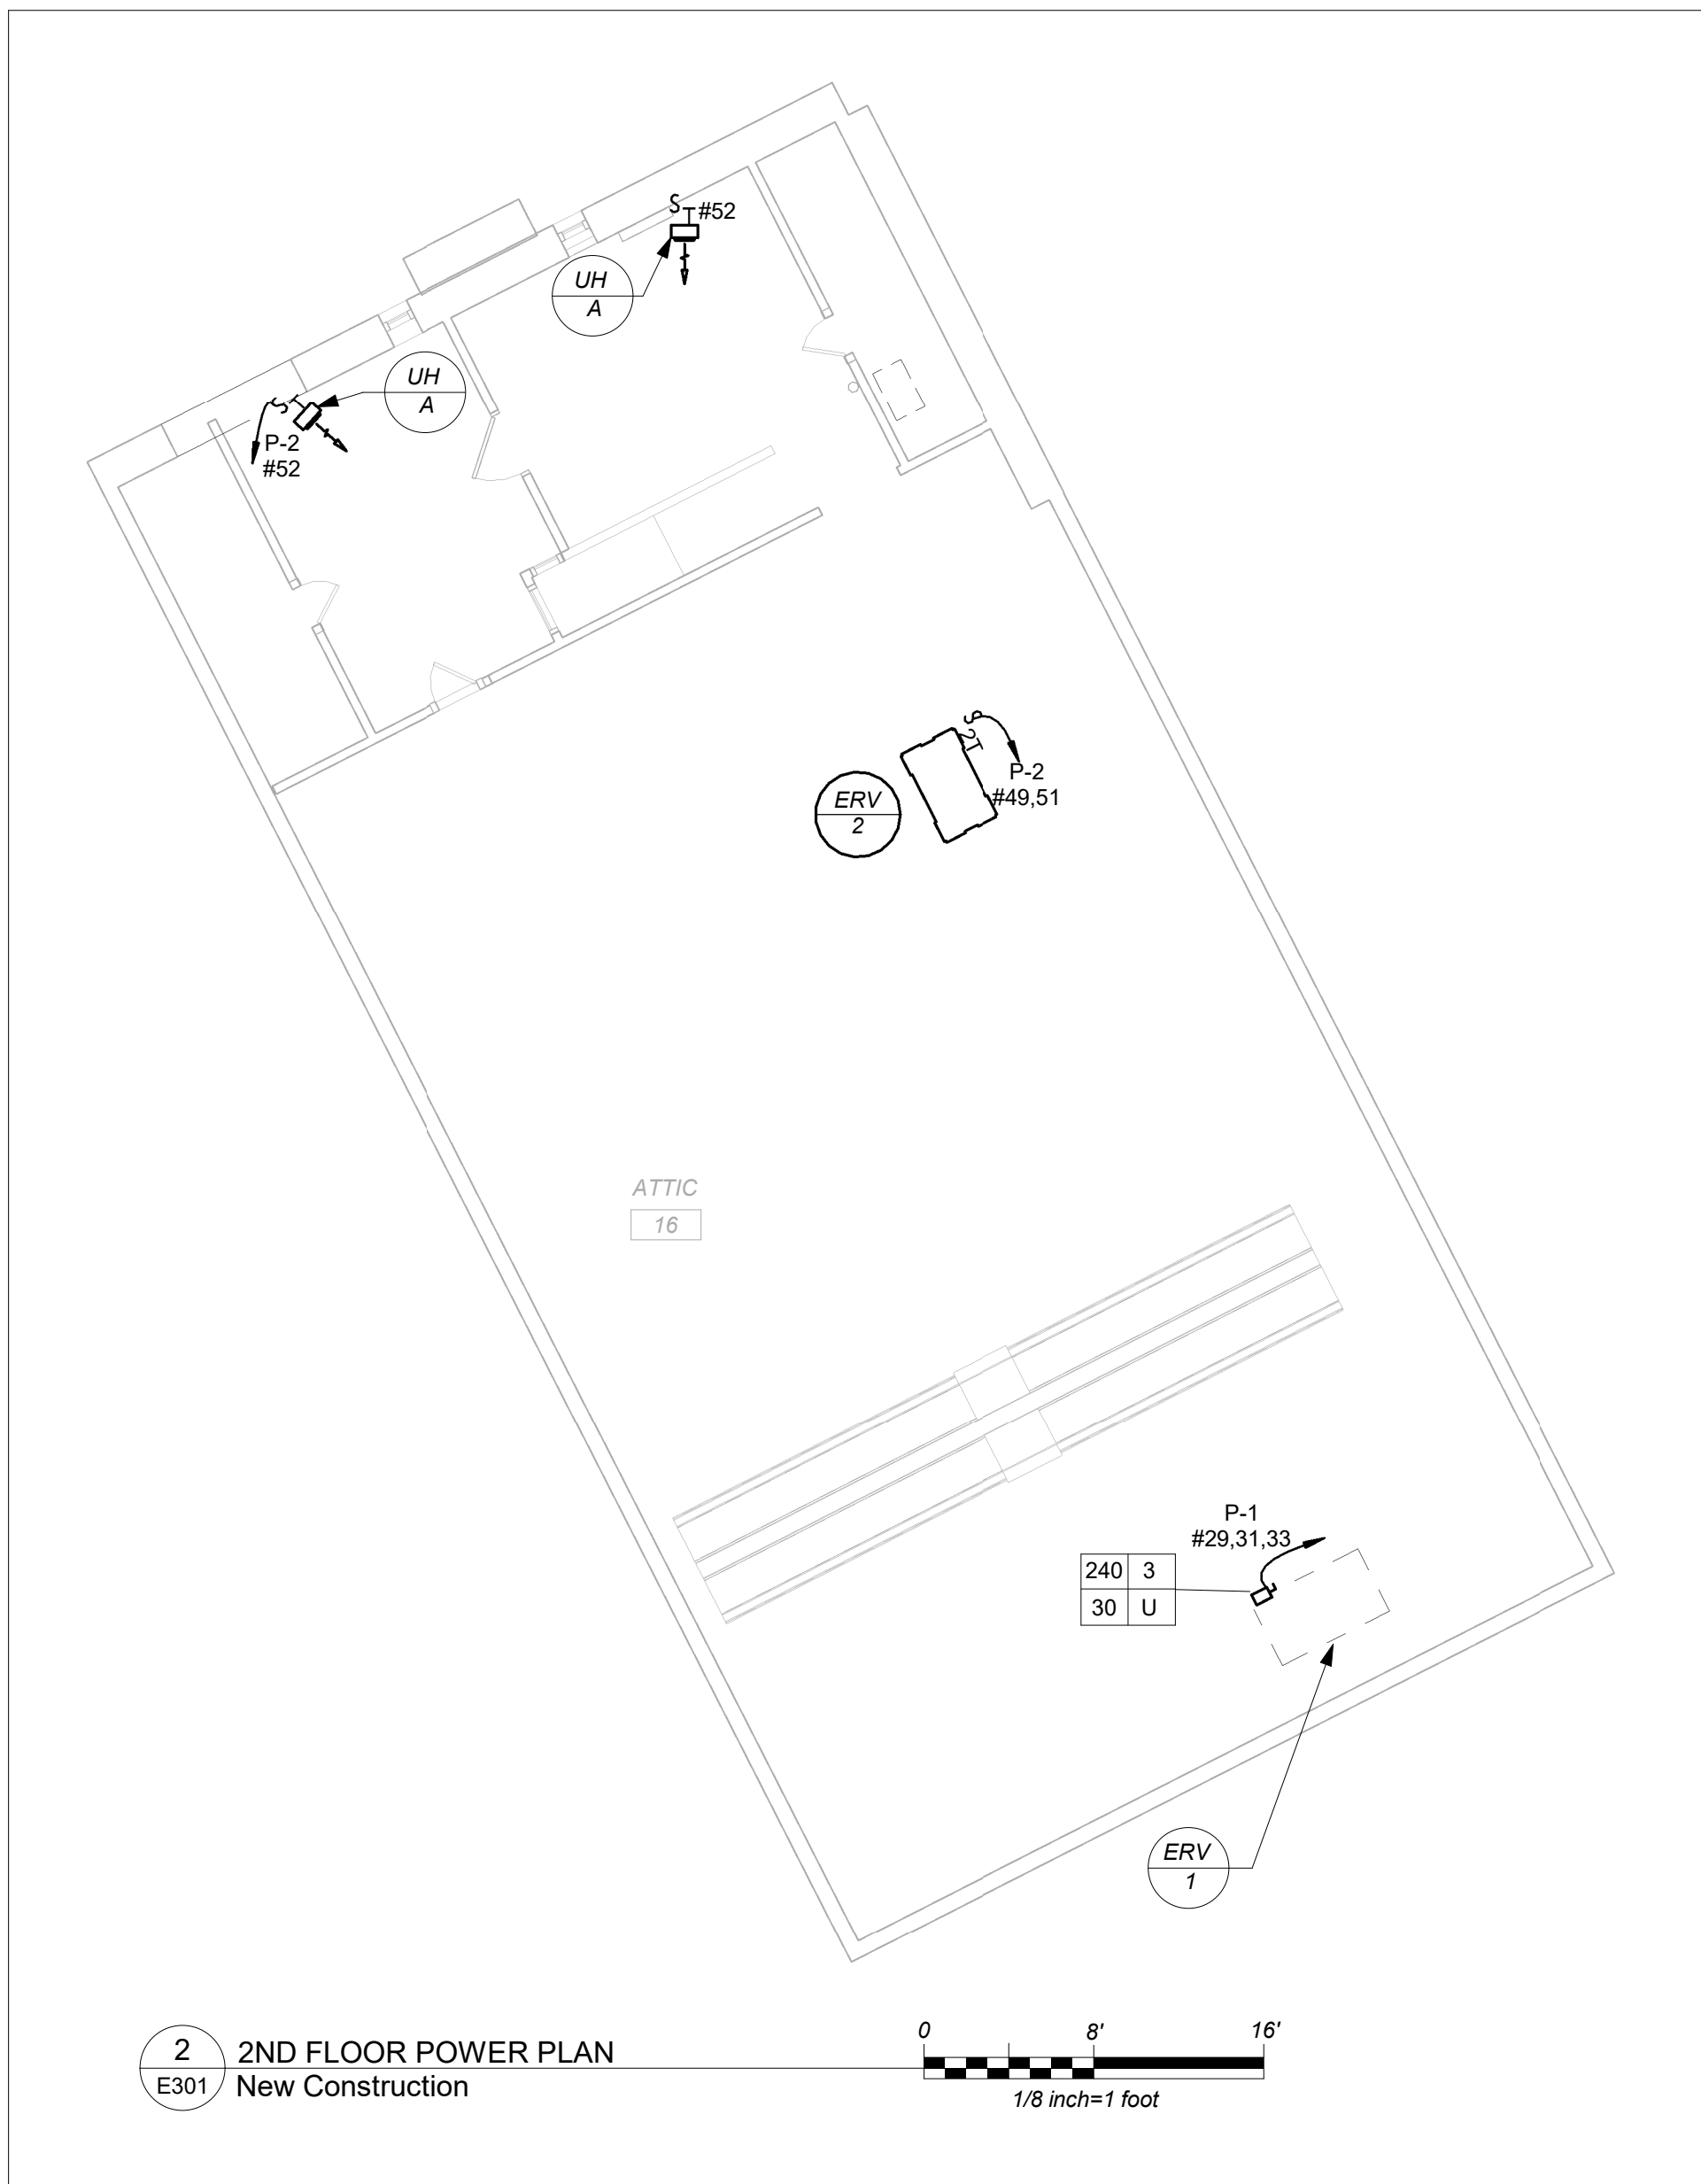 S T #52
UH
A
UH
A
S T
P-2
#52
S 2T
P-2
#49,51
ERV
2
ATTIC
16
P-1
#29,31,33
240 3
30 U
ERV
1
2
E301
2ND FLOOR POWER PLAN
New Construction
0 8' 16'
1/8 inch=1 foot